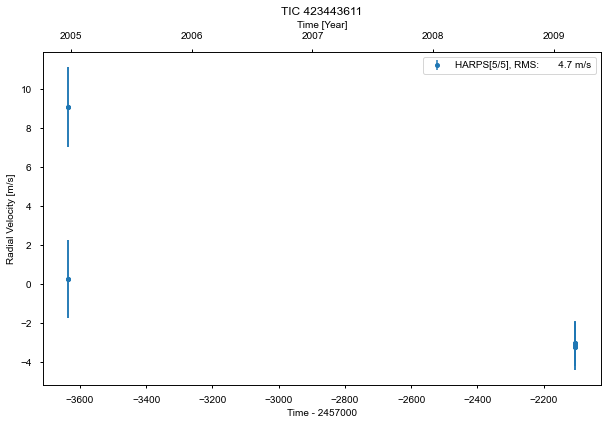 TIC 423443611
Time [Year]
2005 2006 2007 2008 2009
HARPS[5/5], RMS: 4.7 m/s
Radial Velocity [m/s]
10
8
6
4
2
0
−2
−4
−3600 −3400 −3200 −3000 −2800 −2600 −2400 −2200
Time - 2457000